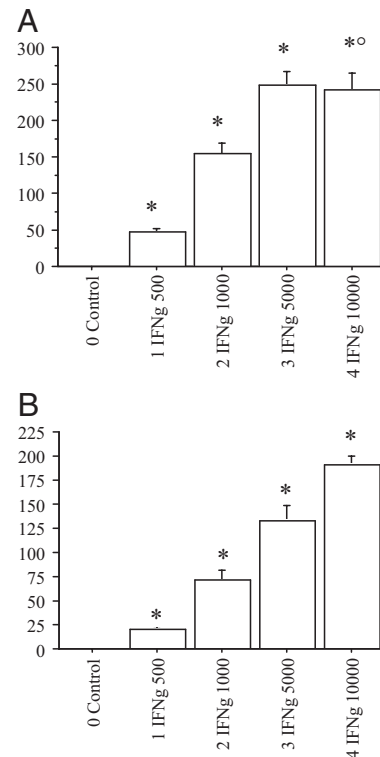 A
300
250
200
150
100
50
0
*
*
*
*°
0 Control
1 IFNg 500
2 IFNg 1000
3 IFNg 5000
4 IFNg 10000
B
225
200
175
150
125
100
75
50
25
0
*
*
*
*
0 Control
1 IFNg 500
2 IFNg 1000
3 IFNg 5000
4 IFNg 10000